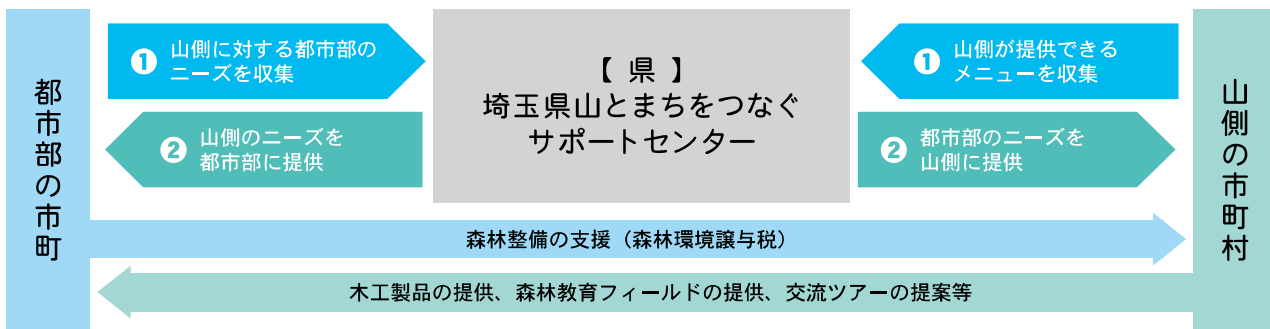 都市部の市町
❶ 山側に対する都市部の
ニーズを収集
❷ 山側のニーズを
都市部に提供
【 県 】
埼玉県山とまちをつなぐ
サポートセンター
❶ 山側が提供できる
メニューを収集
❷ 都市部のニーズを
山側に提供
山側の市町村
森林整備の支援（森林環境譲与税）
木工製品の提供、森林教育フィールドの提供、交流ツアーの提案等